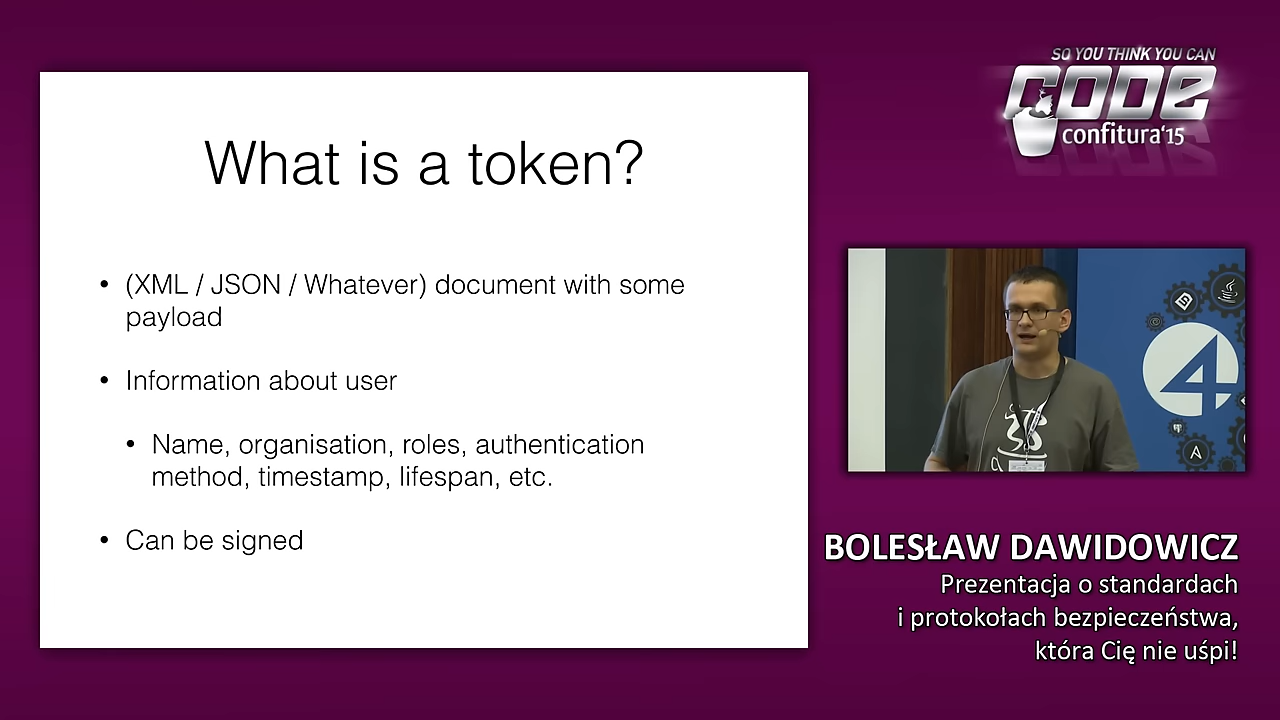 SO YOU THINK YOU CAN
CODE
confitura'15
What is a token?
• (XML / JSON / Whatever) document with some
payload
• Information about user
• Name, organisation, roles, authentication
method, timestamp, lifespan, etc.
• Can be signed
4
BOLESŁAW DAWIDOWICZ
Prezentacja o standardach
i protokołach bezpieczeństwa,
która Cię nie uśpi!